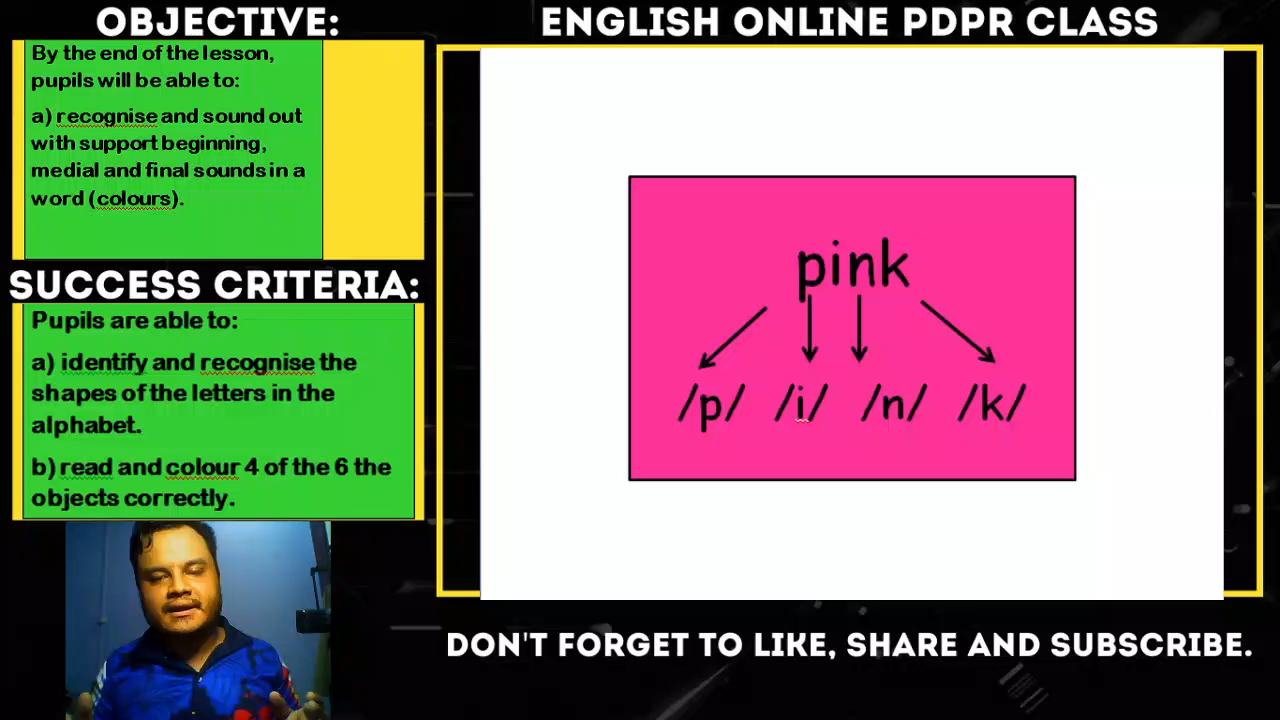 OBJECTIVE:
By the end of the lesson,
pupils will be able to:
a) recognise and sound out
with support beginning,
medial and final sounds in a
word (colours).
SUCCESS CRITERIA:
Pupils are able to:
a) identify and recognise the
shapes of the letters in the
alphabet.
b) read and colour 4 of the 6 the
objects correctly.
ENGLISH ONLINE PDPR CLASS
pink
/p/ /i/ /n/ /k/
DON'T FORGET TO LIKE, SHARE AND SUBSCRIBE.